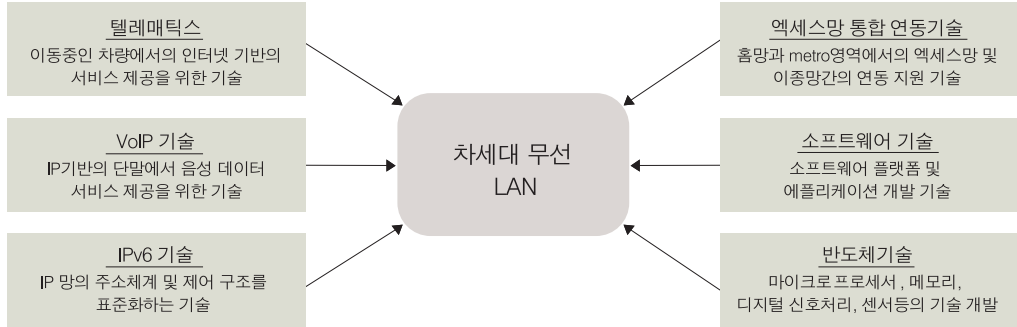 텔레매틱스
이동중인 차량에서의 인터넷 기반의
서비스 제공을 위한 기술
VoIP 기술
IP기반의 단말에서 음성 데이터
서비스 제공을 위한 기술
IPv6 기술
IP 망의 주소체계 및 제어 구조를
표준화하는 기술
차세대 무선
LAN
엑세스망 통합 연동기술
홈망과 metro영역에서의 엑세스망 및
이종망간의 연동 지원 기술
소프트웨어 기술
소프트웨어 플랫폼 및
에플리케이션 개발 기술
반도체기술
마이크로프로세서 , 메모리,
디지털 신호처리, 센서등의 기술 개발